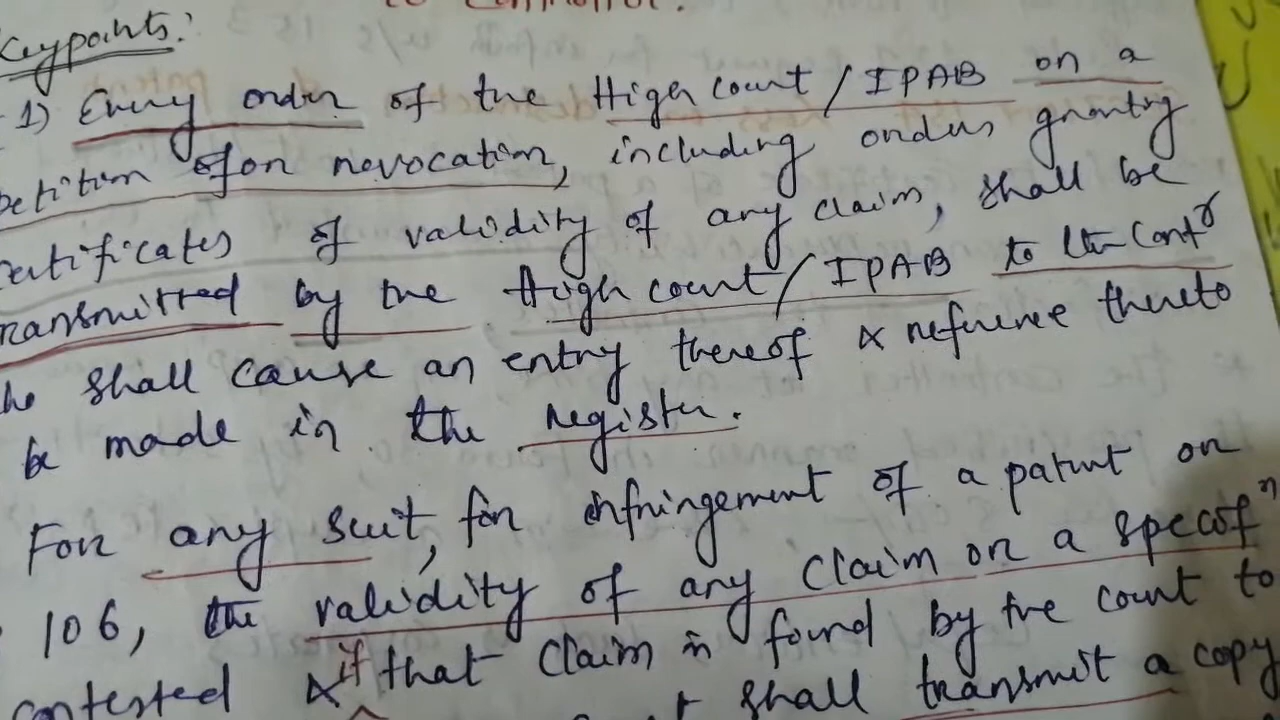 to Controller.
Keypoints:
1) Every order of the High court / IPAB on a
petition for revocation, including orders granting
certificates of validity of any claim, shall be
transmitted by the High court / IPAB to the Contr
who shall cause an entry thereof & reference thereto
be made in the register.
For any suit, for infringement of a patent or
106, the validity of any claim or a specifn
contested & if that claim is found by the court to
shall transmit a copy